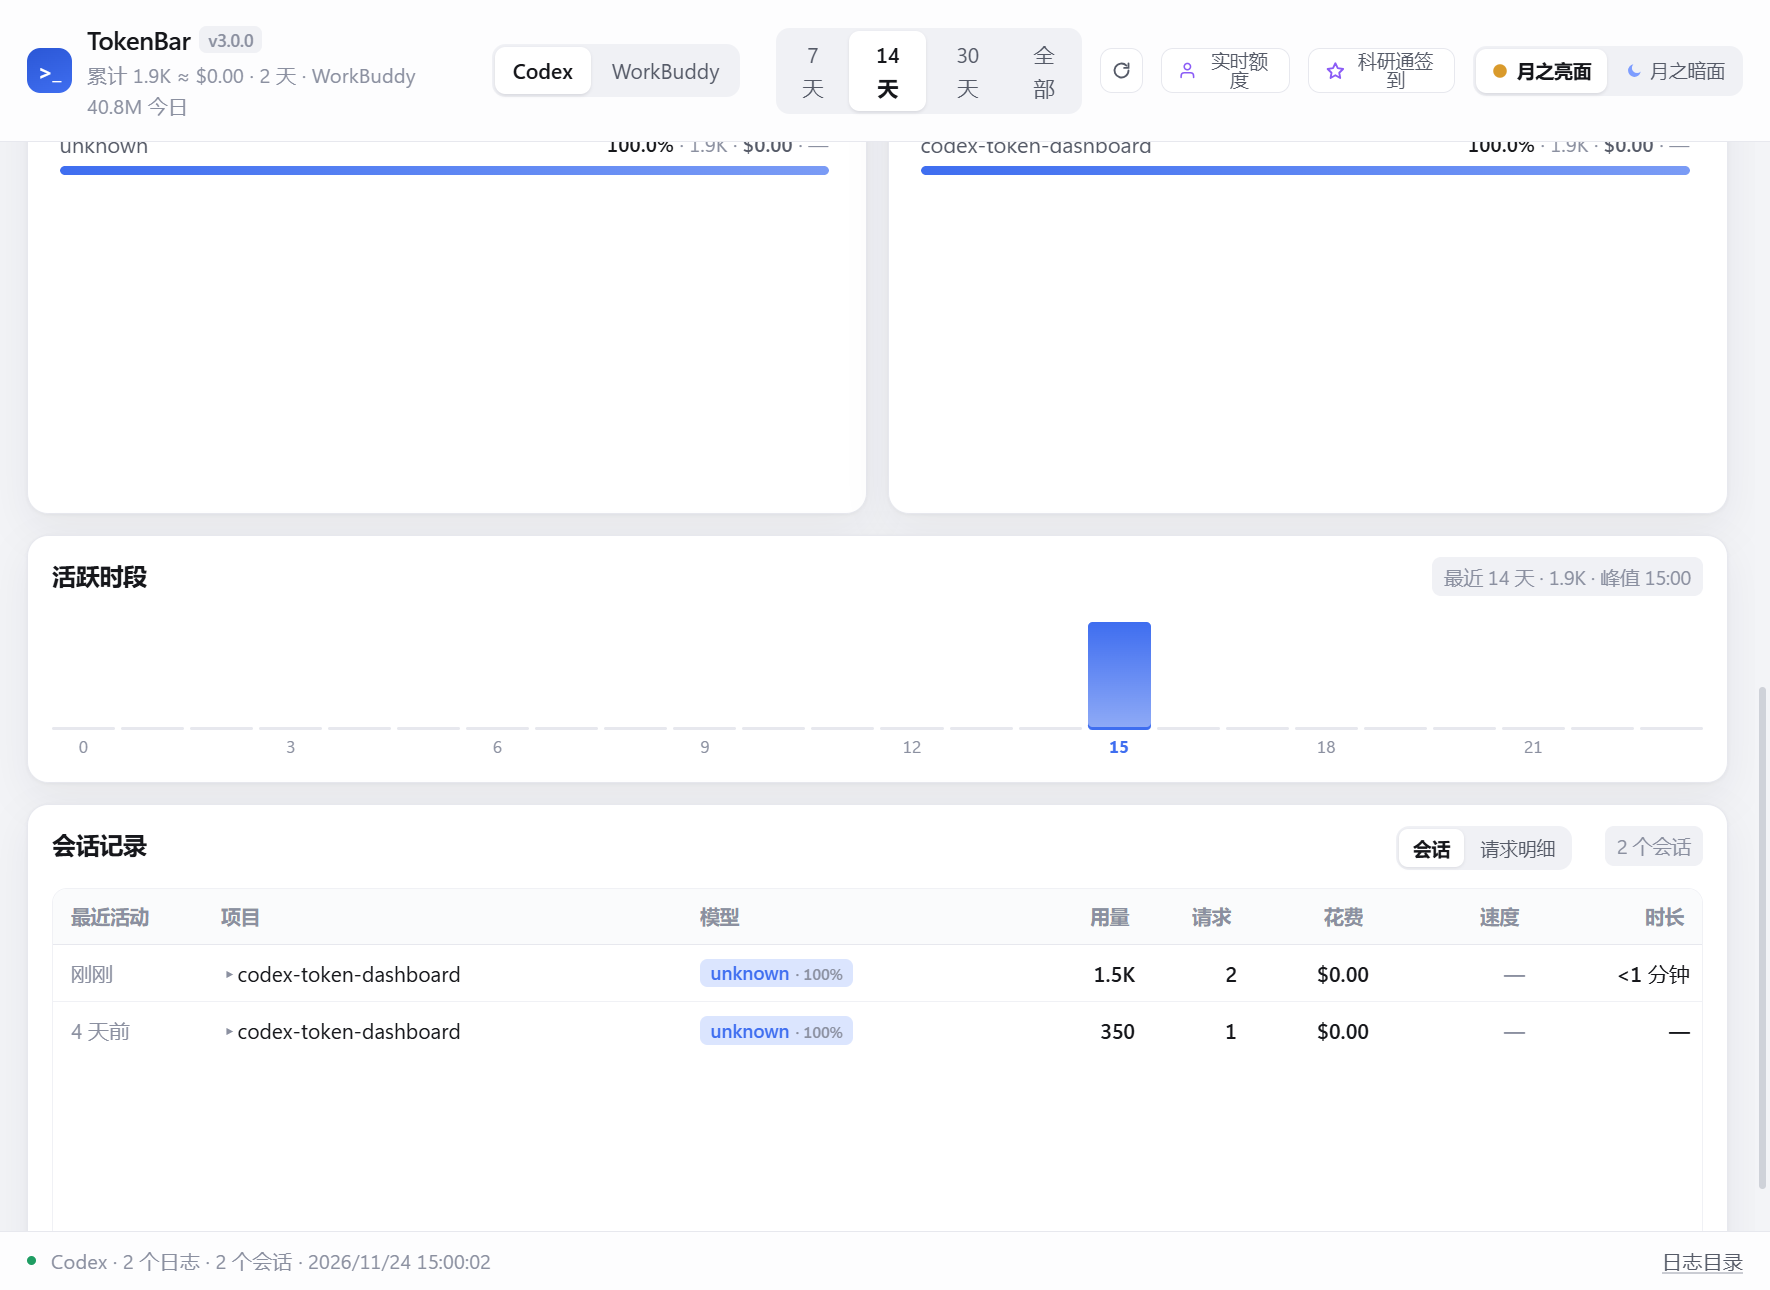 TokenBar v3.0.0
累计 1.9K ≈ $0.00 · 2 天 · WorkBuddy
40.8M 今日
Codex WorkBuddy
7 天 14 天 30 天 全部
实时额度
科研通签到
月之亮面 月之暗面
unknown 100.0% · 1.9K · $0.00 · —
codex-token-dashboard 100.0% · 1.9K · $0.00 · —
活跃时段 最近 14 天 · 1.9K · 峰值 15:00
0 3 6 9 12 15 18 21
会话记录 会话 请求明细 2 个会话
最近活动 项目 模型 用量 请求 花费 速度 时长
刚刚 ▸ codex-token-dashboard unknown · 100% 1.5K 2 $0.00 — <1 分钟
4 天前 ▸ codex-token-dashboard unknown · 100% 350 1 $0.00 — —
Codex · 2 个日志 · 2 个会话 · 2026/11/24 15:00:02 日志目录